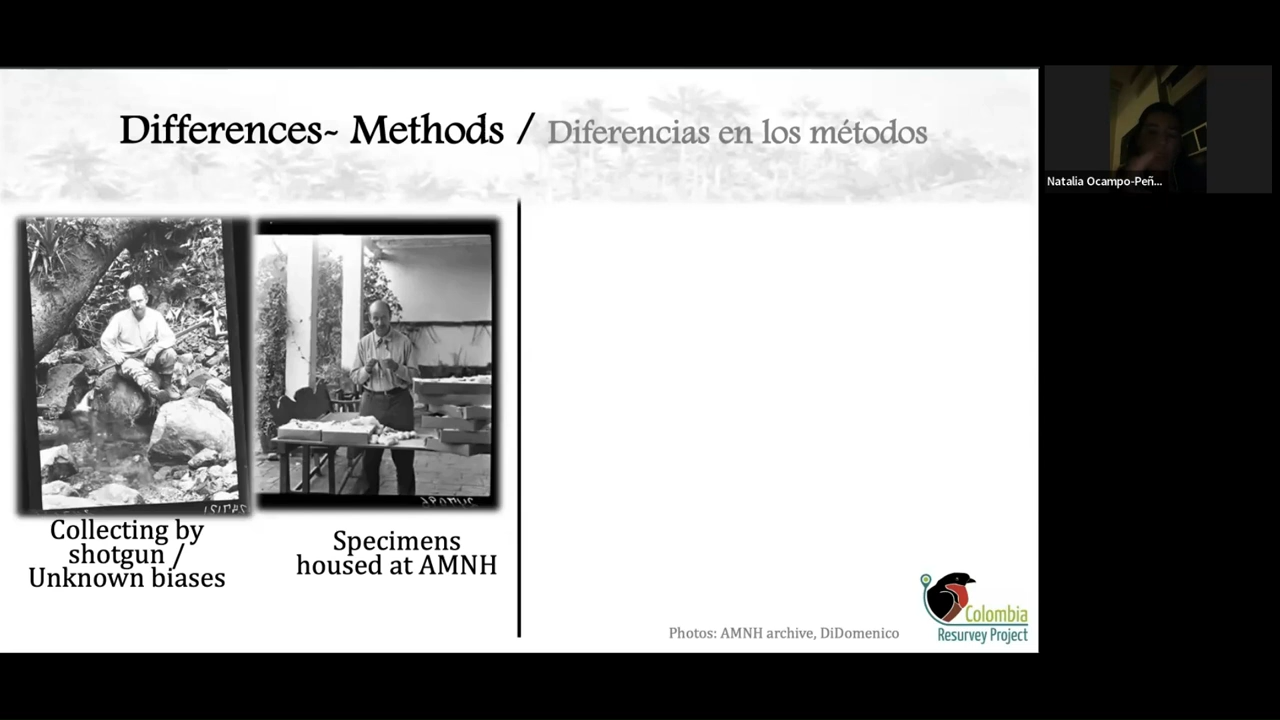 Differences~ Methods / Diferencias en los métodos
Natalia Ocampo-Peñ...
Collecting by
shotgun /
Unknown biases
Specimens
housed at AMNH
Photos: AMNH archive, DiDomenico
Colombia
Resurvey Project